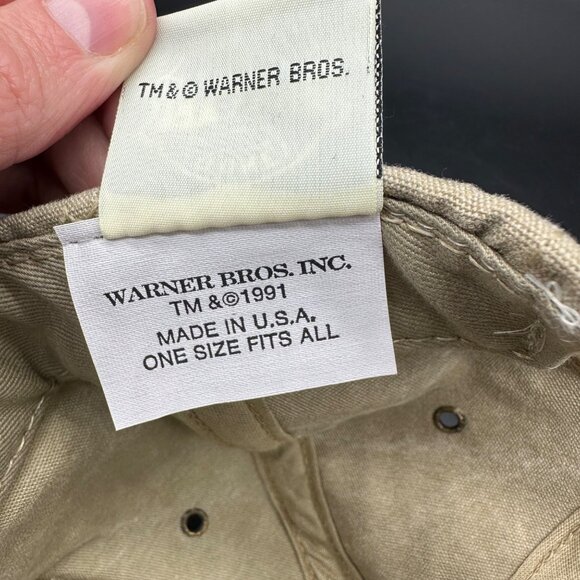 TM & © WARNER BROS.
WARNER BROS. INC.
TM & © 1991
MADE IN U.S.A.
ONE SIZE FITS ALL